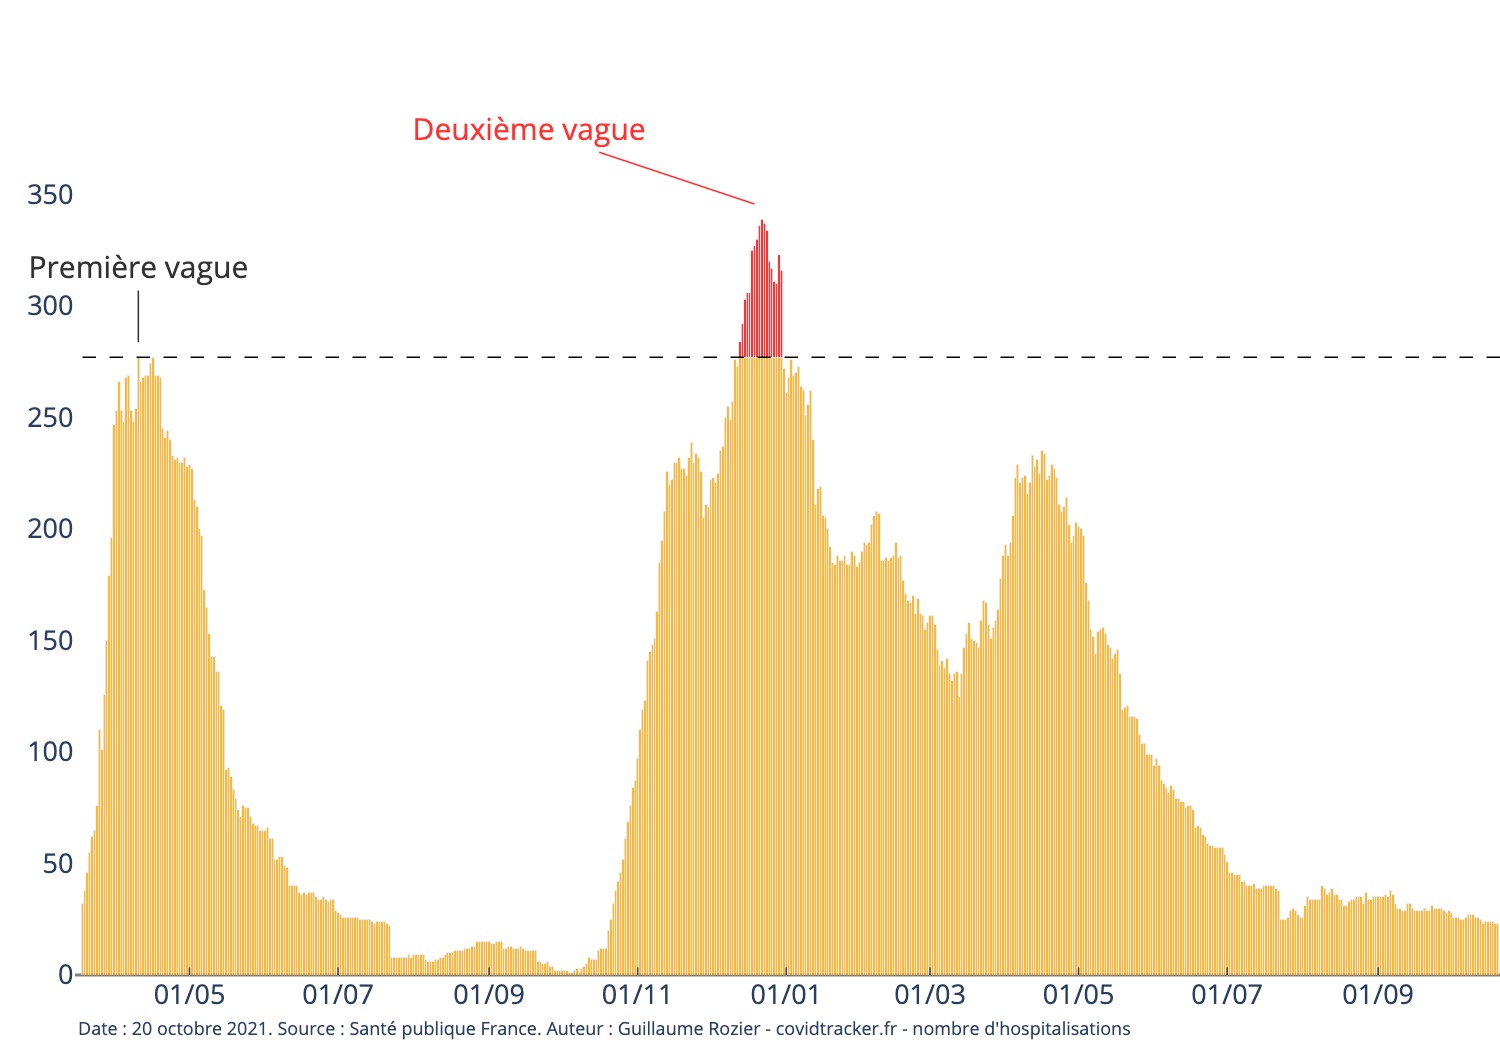 Deuxième vague
350
Première vague
300
250
200
150
100
50
0
01/05 01/07 01/09 01/11 01/01 01/03 01/05 01/07 01/09
Date : 20 octobre 2021. Source : Santé publique France. Auteur : Guillaume Rozier - covidtracker.fr - nombre d'hospitalisations